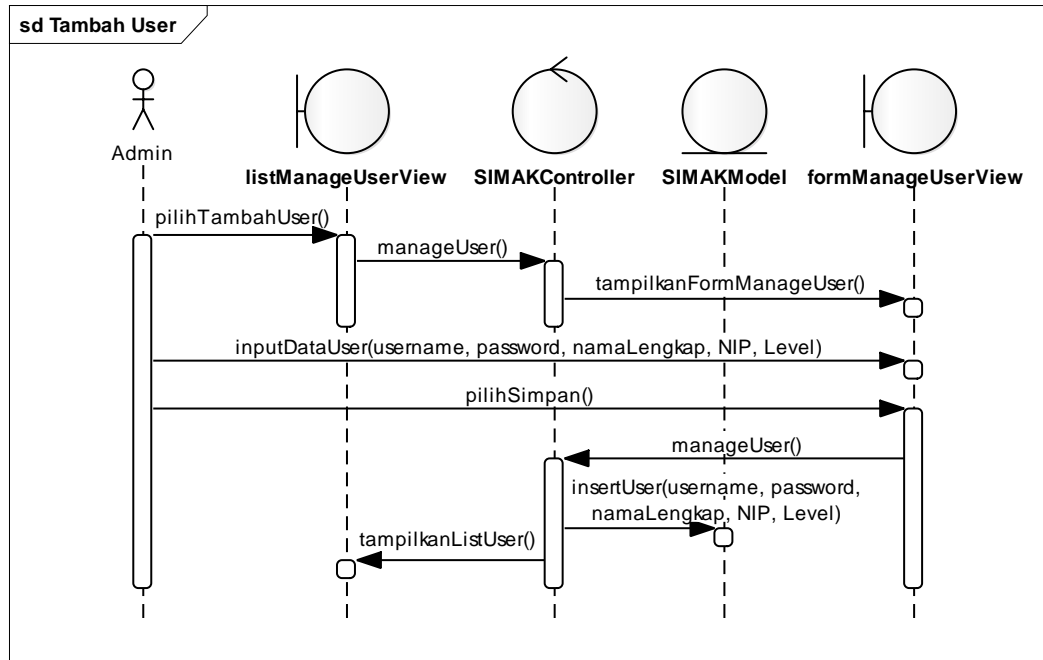 sd Tambah User
Admin
listManageUserView
SIMAKController
SIMAKModel
formManageUserView
pilihTambahUser()
manageUser()
tampilkanFormManageUser()
inputDataUser(username, password, namaLengkap, NIP, Level)
pilihSimpan()
manageUser()
insertUser(username, password,
namaLengkap, NIP, Level)
tampilkanListUser()